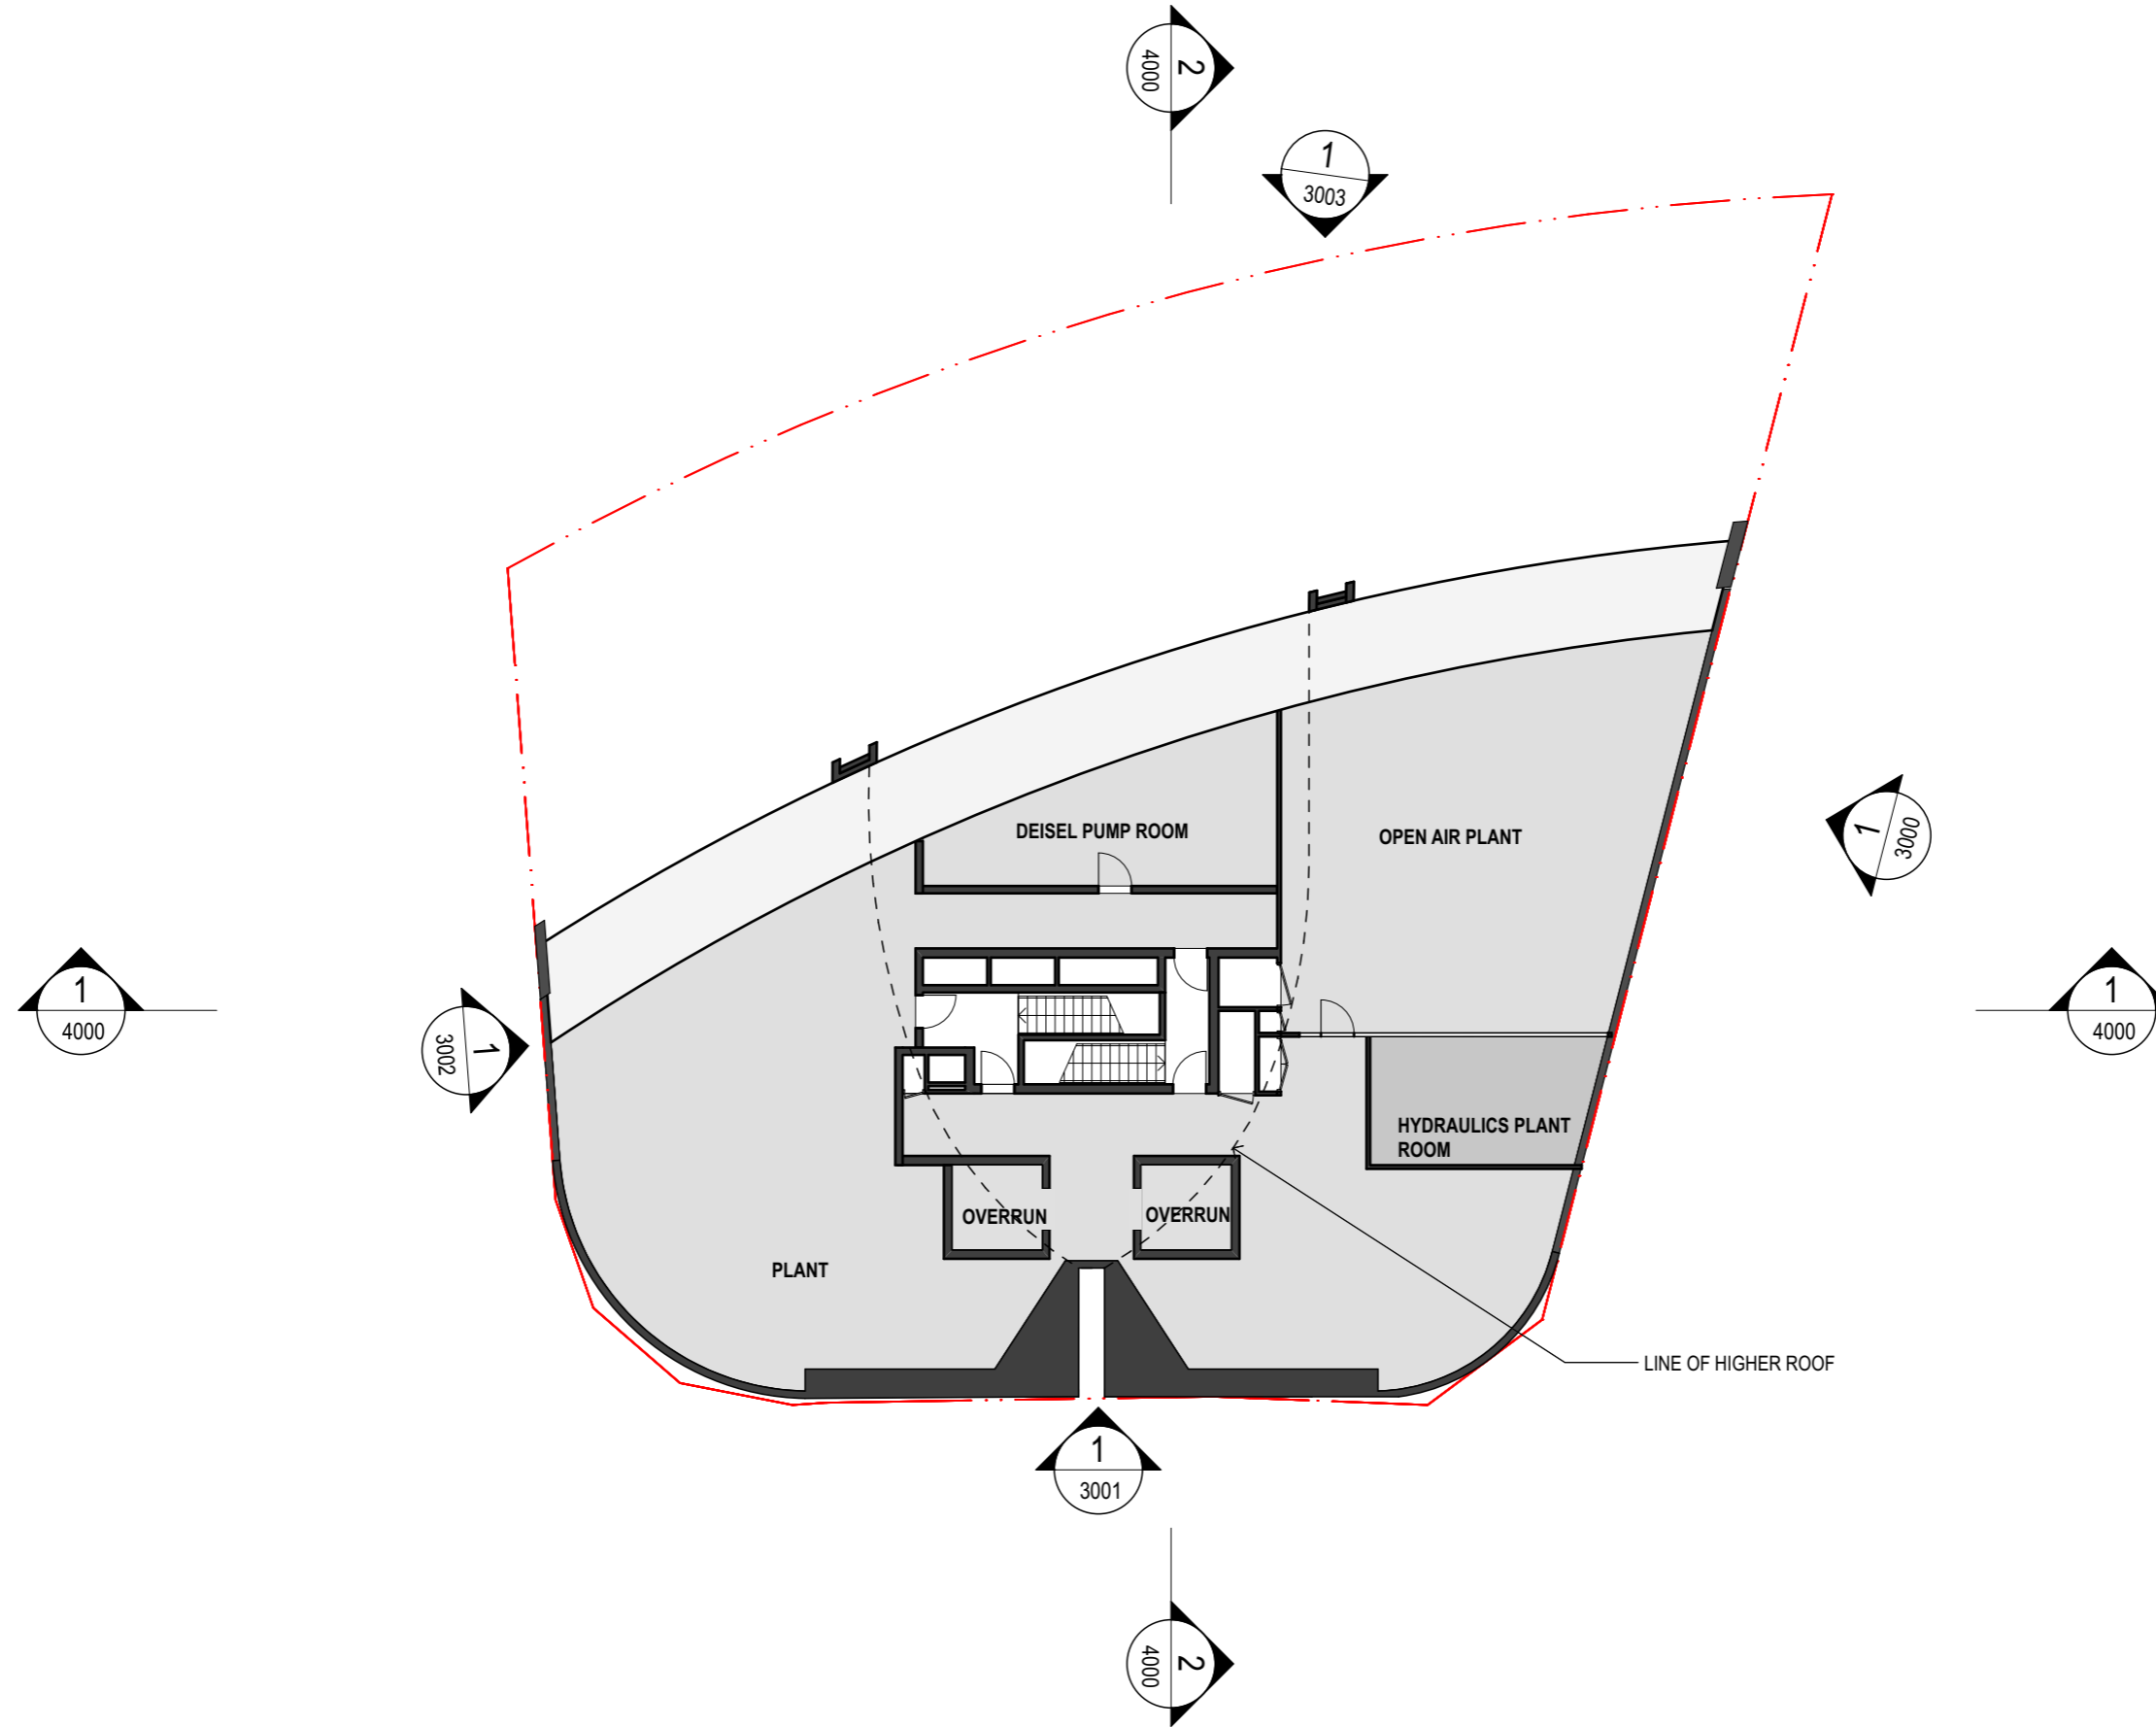 2
4000
1
3003
DEISEL PUMP ROOM
OPEN AIR PLANT
1
3000
1
4000
1
3002
1
4000
HYDRAULICS PLANT
ROOM
OVERRUN
OVERRUN
PLANT
LINE OF HIGHER ROOF
1
3001
2
4000